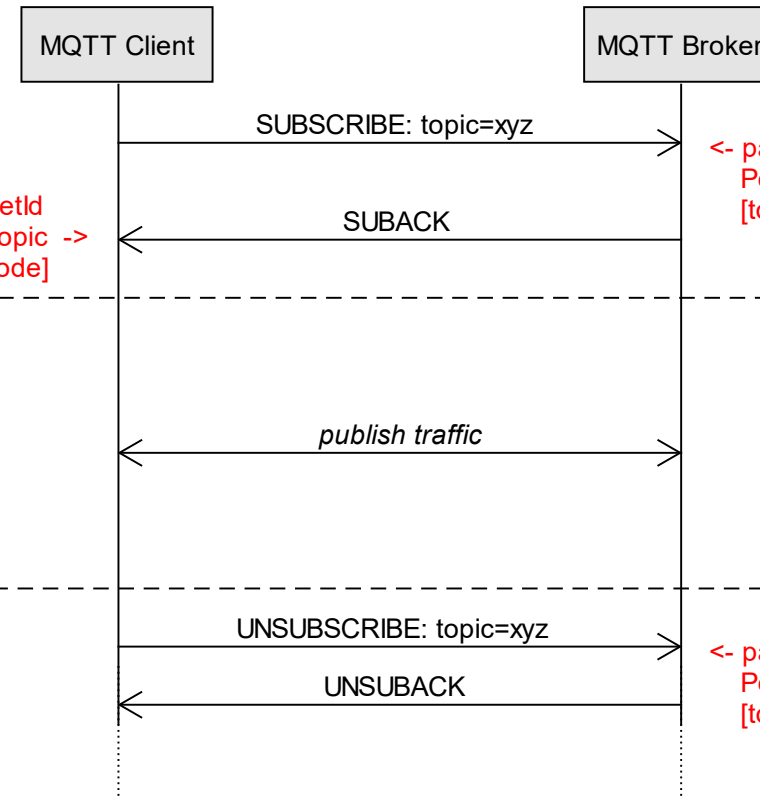 MQTT Client
MQTT Broker
SUBSCRIBE: topic=xyz
<-
SUBACK
->
publish traffic
UNSUBSCRIBE: topic=xyz
<-
UNSUBACK